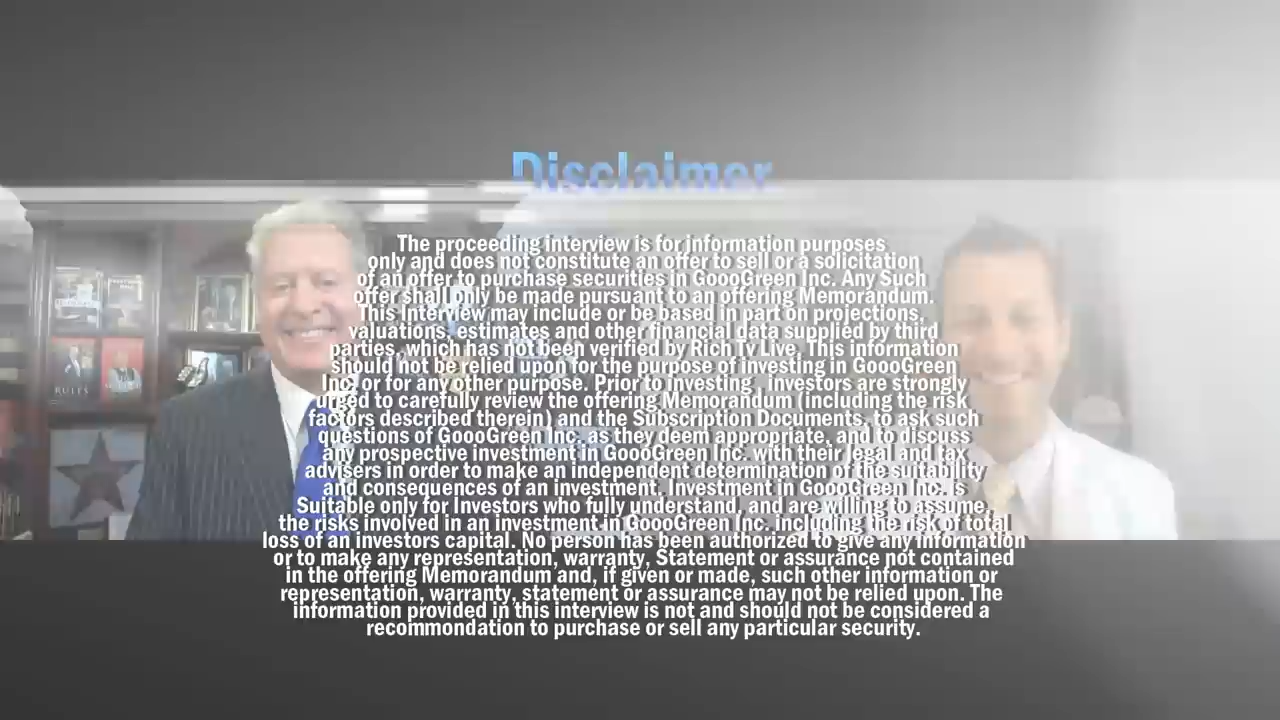 Disclaimer
The proceeding interview is for information purposes
only and does not constitute an offer to sell or a solicitation
of an offer to purchase securities in GoooGreen Inc. Any Such
offer shall only be made pursuant to an offering Memorandum.
This Interview may include or be based in part on projections,
valuations, estimates and other financial data supplied by third
parties, which has not been verified by Rich Tv Live. This information
should not be relied upon for the purpose of investing in GoooGreen
Inc. or for any other purpose. Prior to investing , investors are strongly
urged to carefully review the offering Memorandum (including the risk
factors described therein) and the Subscription Documents, to ask such
questions of GoooGreen Inc. as they deem appropriate, and to discuss
any prospective investment in GoooGreen Inc. with their legal and tax
advisers in order to make an independent determination of the suitability
and consequences of an investment. Investment in GoooGreen Inc. is
Suitable only for Investors who fully understand, and are willing to assume,
the risks involved in an investment in GoooGreen Inc. including the risk of total
loss of an investors capital. No person has been authorized to give any information
or to make any representation, warranty, Statement or assurance not contained
in the offering Memorandum and, if given or made, such other information or
representation, warranty, statement or assurance may not be relied upon. The
information provided in this interview is not and should not be considered a
recommondation to purchase or sell any particular security.
RULES